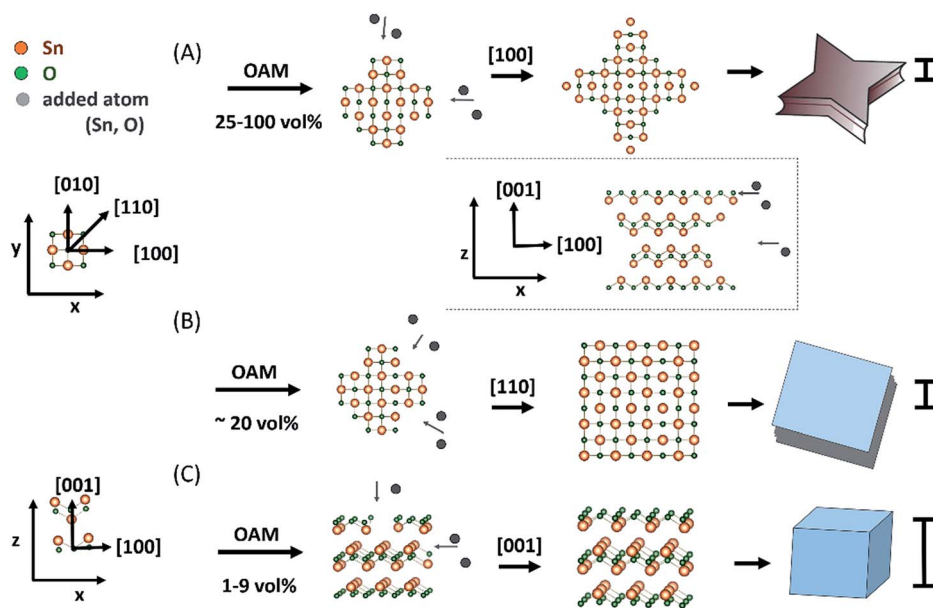 Sn
O
added atom
(Sn, O)
(A)
OAM
25-100 vol%
[100]
[010]
[110]
[100]
y
x
[001]
[100]
z
x
(B)
OAM
~ 20 vol%
[110]
(C)
[001]
[100]
z
x
OAM
1-9 vol%
[001]